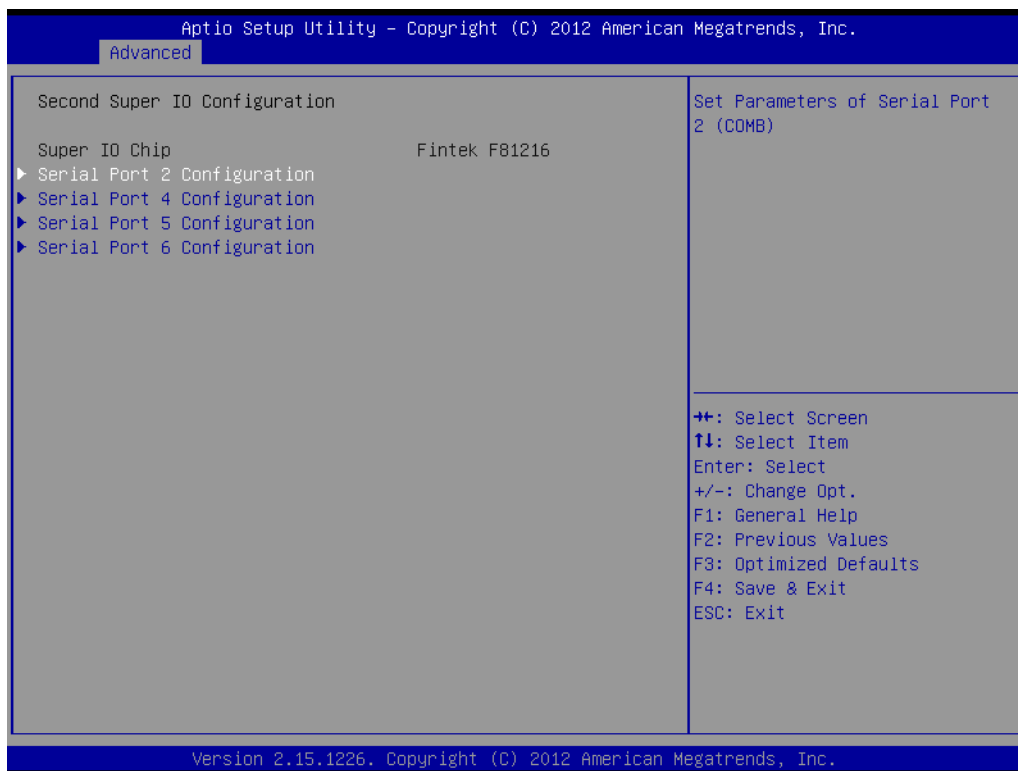 Aptio Setup Utility – Copyright (C) 2012 American Megatrends, Inc.
Advanced
Second Super IO Configuration
Super IO Chip Fintek F81216
▶ Serial Port 2 Configuration
▶ Serial Port 4 Configuration
▶ Serial Port 5 Configuration
▶ Serial Port 6 Configuration
Set Parameters of Serial Port
2 (COMB)
→←: Select Screen
↑↓: Select Item
Enter: Select
+/-: Change Opt.
F1: General Help
F2: Previous Values
F3: Optimized Defaults
F4: Save & Exit
ESC: Exit
Version 2.15.1226. Copyright (C) 2012 American Megatrends, Inc.